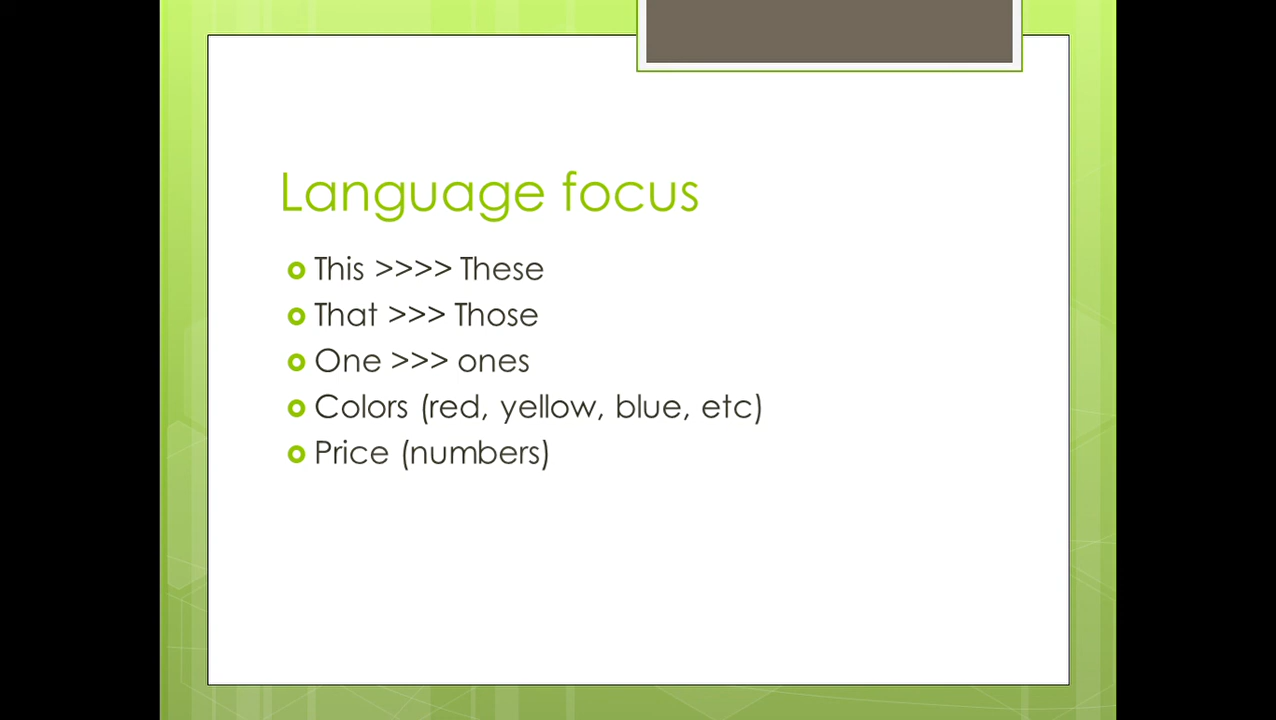 Language focus
This >>>> These
That >>> Those
One >>> ones
Colors (red, yellow, blue, etc)
Price (numbers)